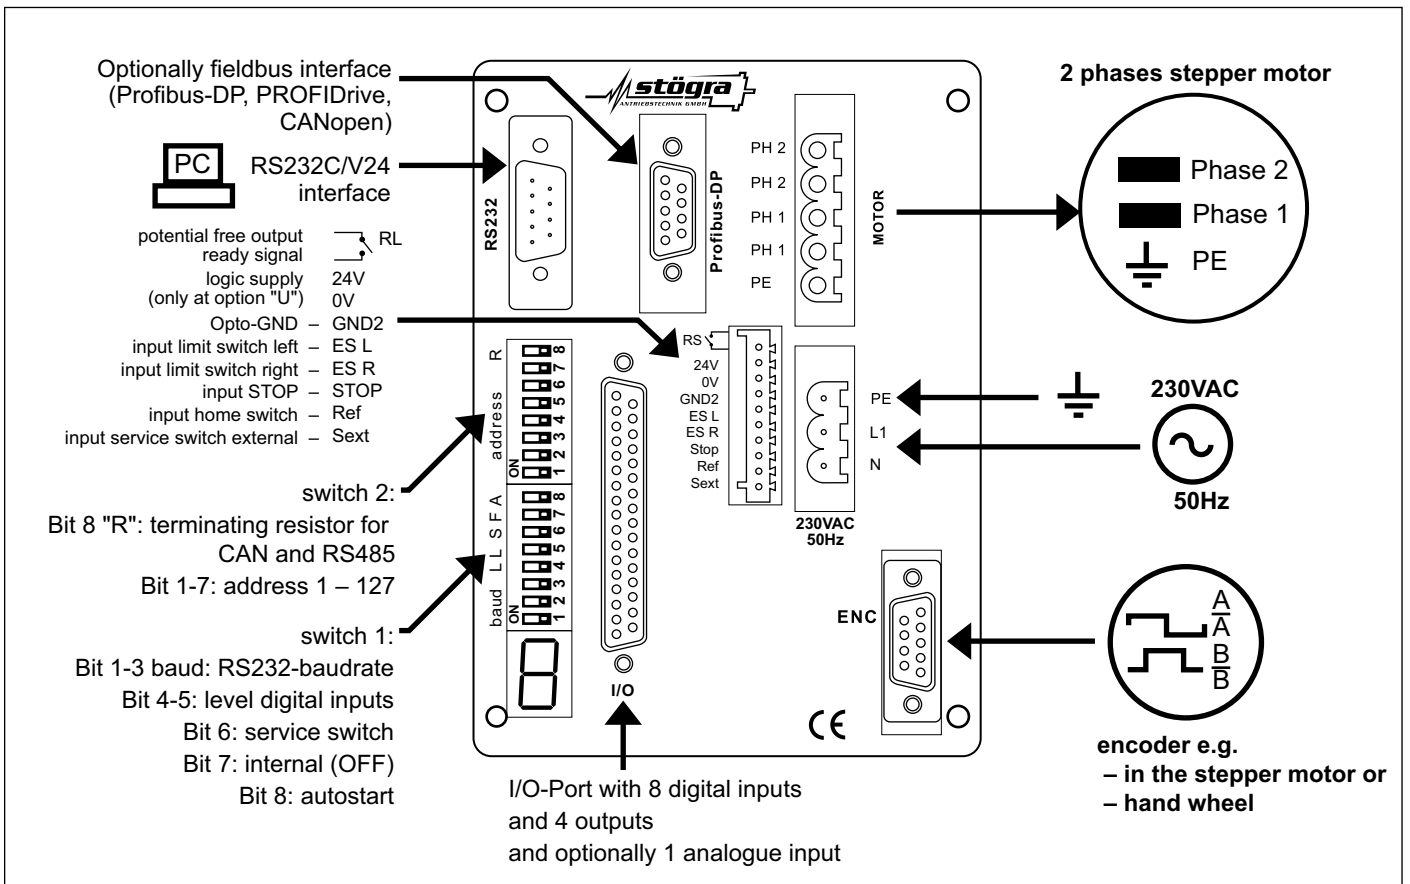 Optionally fieldbus interface
(Profibus-DP, PROFIDrive,
CANopen)
PC
RS232C/V24
interface
potential free output
ready signal
RL
logic supply 24V
(only at option "U") 0V
Opto-GND – GND2
input limit switch left – ES L
input limit switch right – ES R
input STOP – STOP
input home switch – Ref
input service switch external – Sext
switch 2:
Bit 8 "R": terminating resistor for
CAN and RS485
Bit 1-7: address 1 – 127
switch 1:
Bit 1-3 baud: RS232-baudrate
Bit 4-5: level digital inputs
Bit 6: service switch
Bit 7: internal (OFF)
Bit 8: autostart
stögra
ANTRIEBSTECHNIK GMBH
RS232
Profibus-DP
PH 2
PH 2
PH 1
PH 1
PE
MOTOR
RS
24V
0V
GND2
ES L
ES R
Stop
Ref
Sext
R
address
ON
1 2 3 4 5 6 7 8
baud L L S F A
ON
1 2 3 4 5 6 7 8
8
I/O
PE
L1
N
230VAC
50Hz
ENC
CE
I/O-Port with 8 digital inputs
and 4 outputs
and optionally 1 analogue input
2 phases stepper motor
Phase 2
Phase 1
PE
230VAC
50Hz
A
A̅
B
B̅
encoder e.g.
– in the stepper motor or
– hand wheel